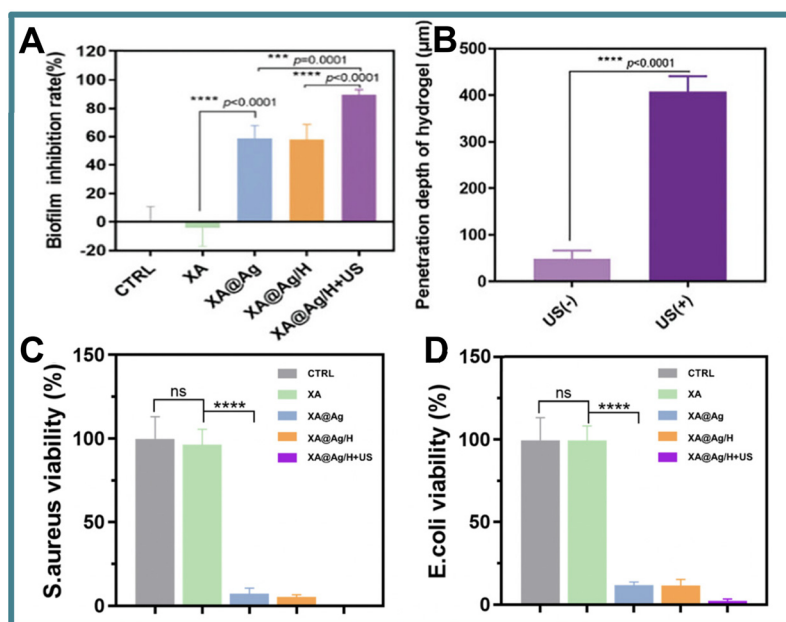 A
Biofilm inhibition rate(%)
120
100
80
60
40
20
0
-20
*** p=0.0001
**** p<0.0001
**** p<0.0001
CTRL
XA
XA@Ag
XA@Ag/H
XA@Ag/H+US
B
Penetration depth of hydrogel (μm)
500
400
300
200
100
0
**** p<0.0001
US(-)
US(+)
C
S.aureus viability (%)
150
100
50
0
ns
****
CTRL
XA
XA@Ag
XA@Ag/H
XA@Ag/H+US
D
E.coli viability (%)
150
100
50
0
ns
****
CTRL
XA
XA@Ag
XA@Ag/H
XA@Ag/H+US